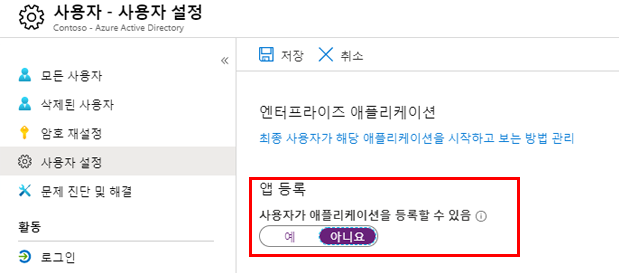 사용자 - 사용자 설정
Contoso - Azure Active Directory
«
모든 사용자
삭제된 사용자
암호 재설정
사용자 설정
문제 진단 및 해결
활동
로그인
저장 취소
엔터프라이즈 애플리케이션
최종 사용자가 해당 애플리케이션을 시작하고 보는 방법 관리
앱 등록
사용자가 애플리케이션을 등록할 수 있음
예 아니요